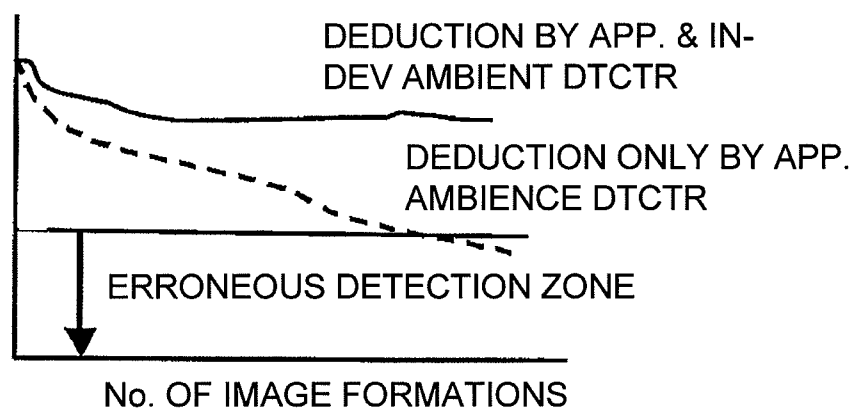 DEDUCTION BY APP. & IN-
DEV AMBIENT DTCTR
DEDUCTION ONLY BY APP.
AMBIENCE DTCTR
ERRONEOUS DETECTION ZONE
No. OF IMAGE FORMATIONS